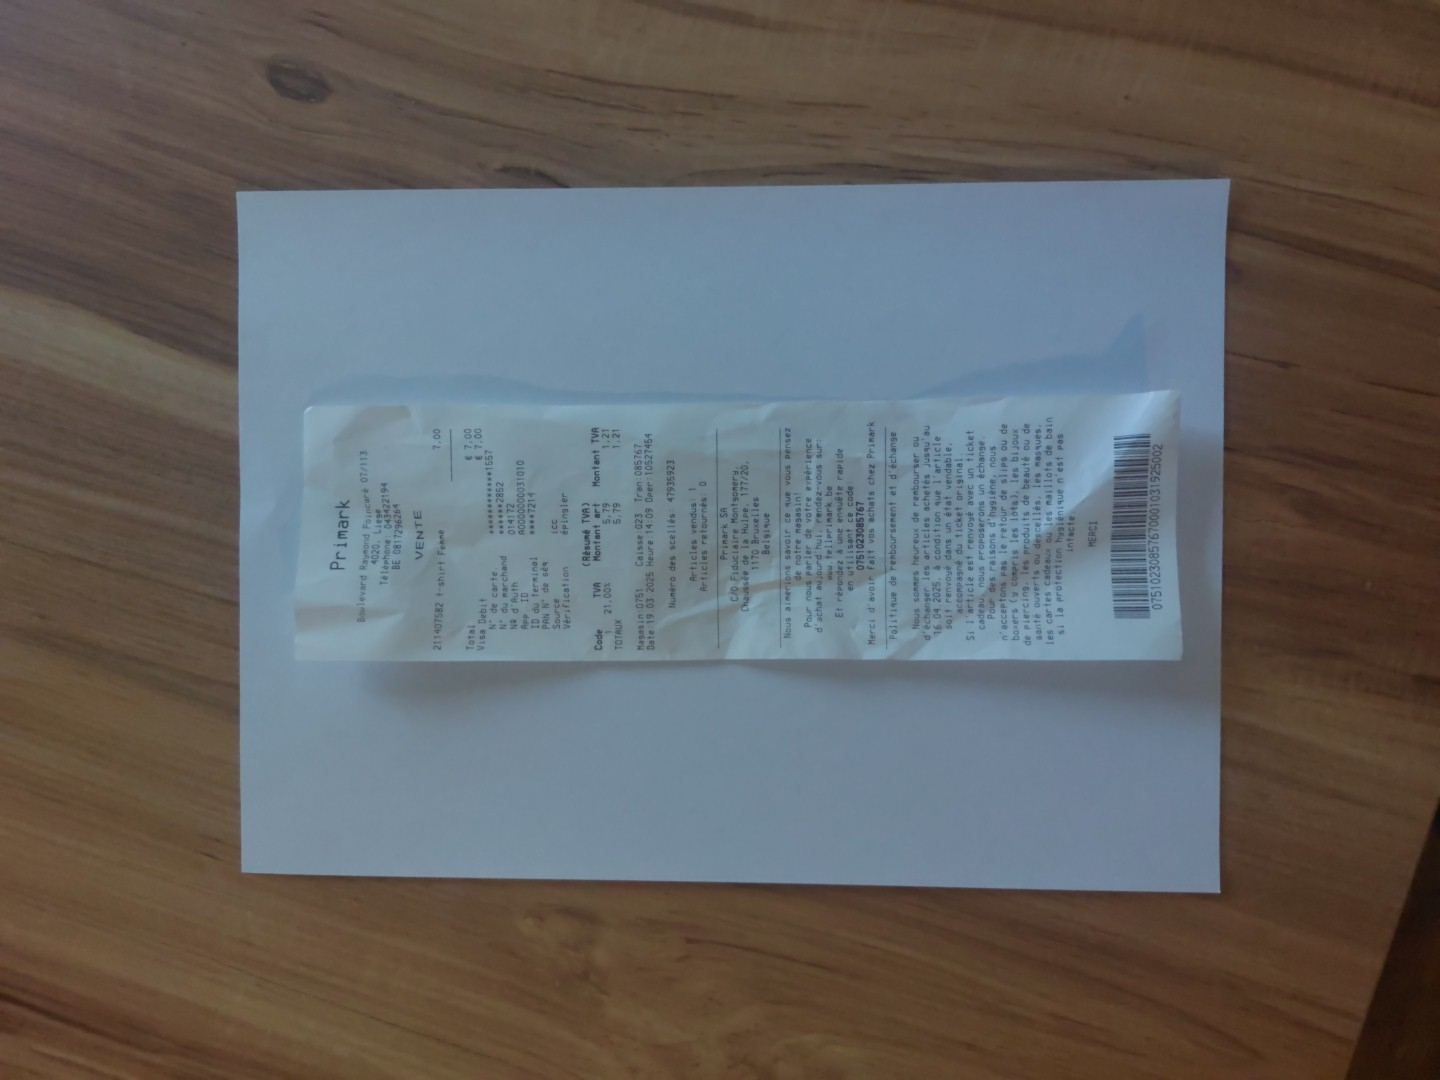 Primark
Boulevard Raymond Poincaré 07/113
4020, Liège
Téléphone :043422194
BE 0817296264
VENTE
211407582 t-shirt Femme 7,00
Total € 7,00
Visa Debit € 7,00
N° de carte. ************1557
N° du marchand ******2852
N° d'Auth 014172
App. ID A0000000031010
ID du Terminal ****7214
PAN N° de séq
Source icc
Vérification épingler
(Résumé TVA)
Code TVA Montant art Montant TVA
1 21,00% 5,79 1,21
TOTAUX 5,79 1,21
Magasin:0751 Caisse:023 Tran:085767
Date:19 03 2025 Heure:14:09 Oper:10527454
Numéro des scellés: 47935923
Articles vendus: 1
Articles retournés: 0
Primark SA
C/O Fiduciaire Montgomery,
Chaussée de la Hulpe, 177/20,
1170 Bruxelles
Belgique
Nous aimerions savoir ce que vous pensez
de notre magasin!
Pour nous parler de votre expérience
d'achat aujourd'hui, rendez-vous sur:
www.tellprimark.be
Et répondez à une enquête rapide
en utilisant ce code
0751023085767
Merci d'avoir fait vos achats chez Primark
Politique de remboursement et d'échange
Nous sommes heureux de rembourser ou
d'échanger les articles achetés jusqu'au
16.04.2025, à condition que l'article
soit renvoyé dans un état vendable,
accompagné du ticket original.
Si l'article est renvoyé avec un ticket
cadeau, nous proposerons un échange.
Pour des raisons d'hygiène, nous
n'acceptons pas le retour de slips ou de
boxers (y compris les lots), les bijoux
de piercing, les produits de beauté ou de
santé ouverts ou descellés, les masques,
les cartes cadeaux ou les maillots de bain
si la protection hygiénique n'est pas
intacte.
MERCI
0751023085767000103192​5002